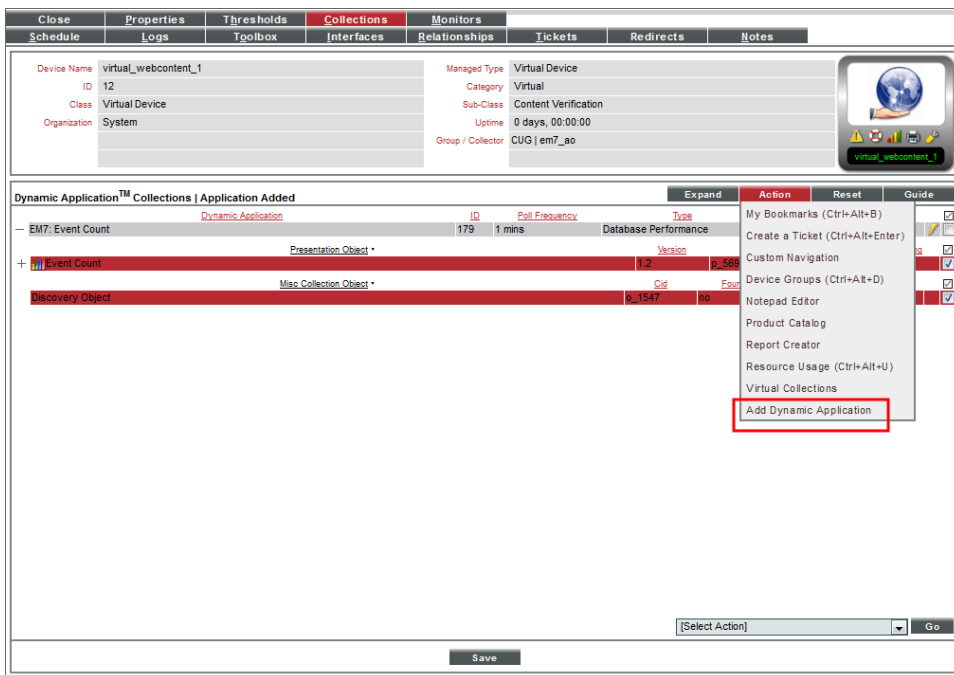 Close Properties Thresholds Collections Monitors
Schedule Logs Toolbox Interfaces Relationships Tickets Redirects Notes
Device Name virtual_webcontent_1 Managed Type Virtual Device
ID 12 Category Virtual
Class Virtual Device Sub-Class Content Verification
Organization System Uptime 0 days, 00:00:00
Group / Collector CUG | em7_ao
virtual_webcontent_1
Dynamic Application™ Collections | Application Added Expand Action Reset Guide
Dynamic Application ID Poll Frequency Type
EM7: Event Count 179 1 mins Database Performance
Presentation Object Version
Event Count 1.2 p_569
Misc Collection Object Cid Four
Discovery Object o_1547 no
My Bookmarks (Ctrl+Alt+B)
Create a Ticket (Ctrl+Alt+Enter)
Custom Navigation
Device Groups (Ctrl+Alt+D)
Notepad Editor
Product Catalog
Report Creator
Resource Usage (Ctrl+Alt+U)
Virtual Collections
Add Dynamic Application
[Select Action] Go
Save